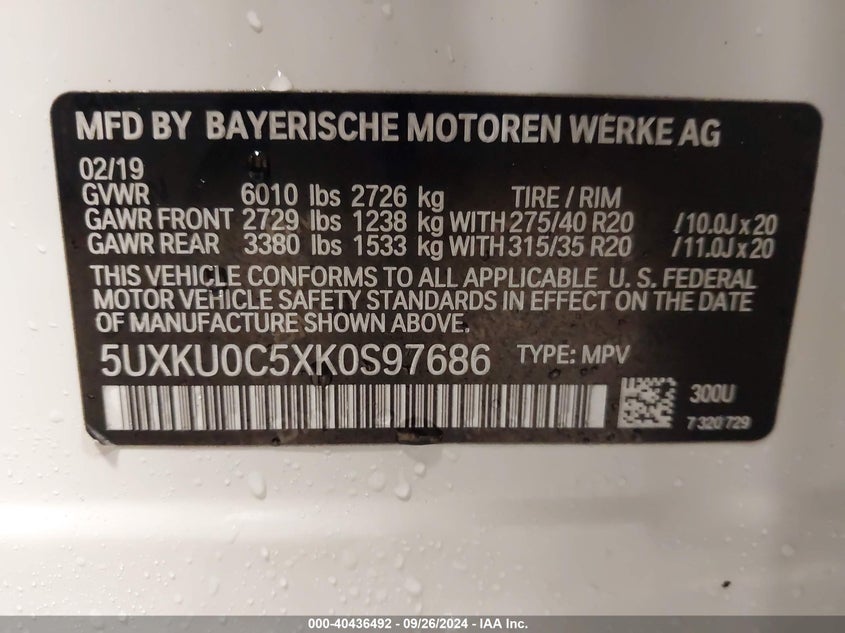 MFD BY BAYERISCHE MOTOREN WERKE AG
02/19
GVWR 6010 lbs 2726 kg TIRE / RIM
GAWR FRONT 2729 lbs 1238 kg WITH 275/40 R20 /10.0J x 20
GAWR REAR 3380 lbs 1533 kg WITH 315/35 R20 /11.0J x 20
THIS VEHICLE CONFORMS TO ALL APPLICABLE U. S. FEDERAL
MOTOR VEHICLE SAFETY STANDARDS IN EFFECT ON THE DATE
OF MANUFACTURE SHOWN ABOVE.
5UXKU0C5XK0S97686 TYPE: MPV
300U
7 320 729
000-40436492 - 09/26/2024 - IAA Inc.